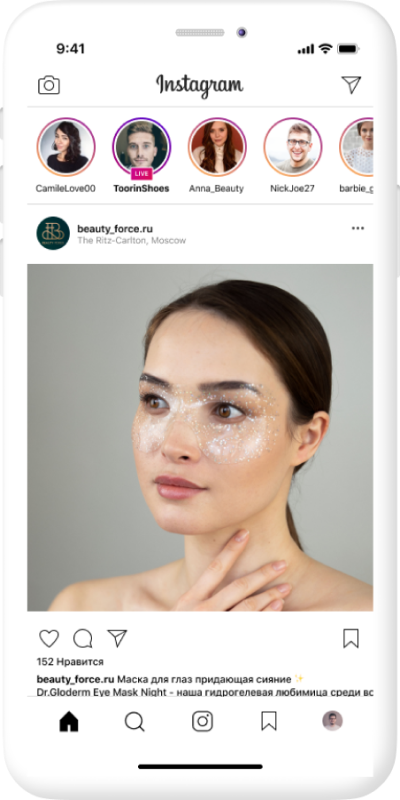 9:41
Instagram
LIVE
CamileLove00 ToorinShoes Anna_Beauty NickJoe27 barbie_g
beauty_force.ru
The Ritz-Carlton, Moscow
152 Нравится
beauty_force.ru Маска для глаз придающая сияние ✨
Dr.Gloderm Eye Mask Night - наша гидрогелевая любимица среди вс